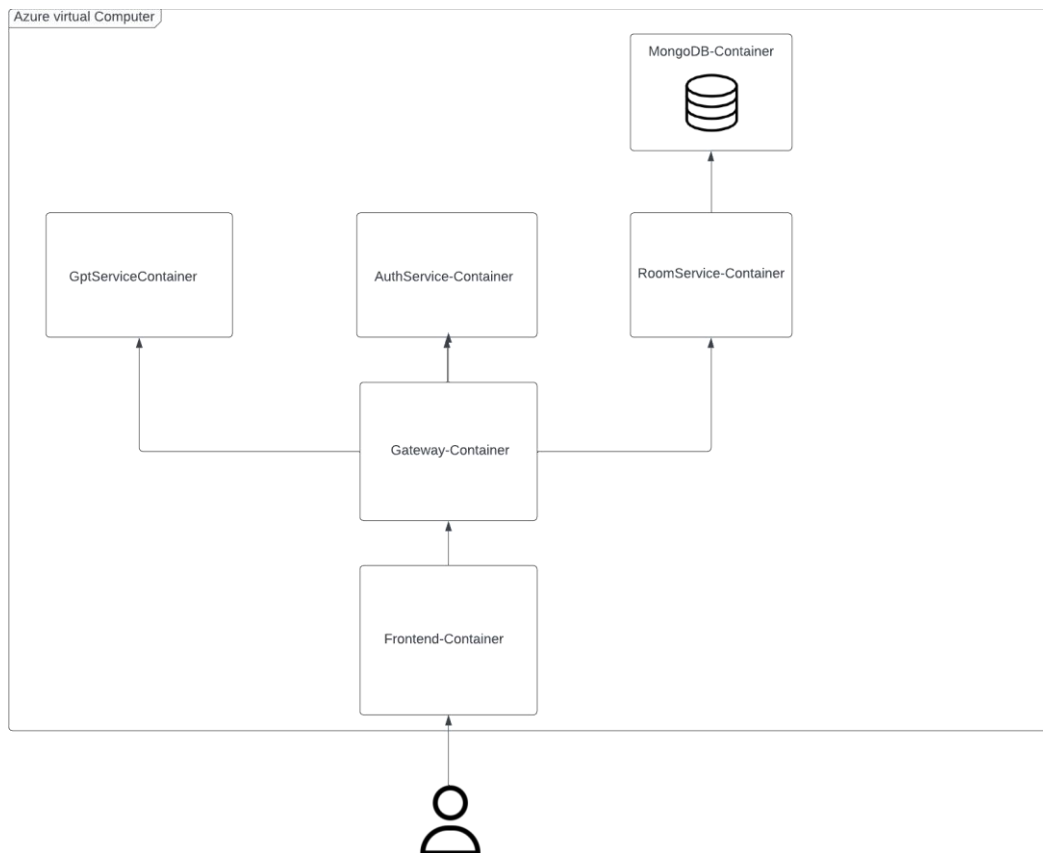 Azure virtual Computer
MongoDB-Container
GptServiceContainer
AuthService-Container
RoomService-Container
Gateway-Container
Frontend-Container